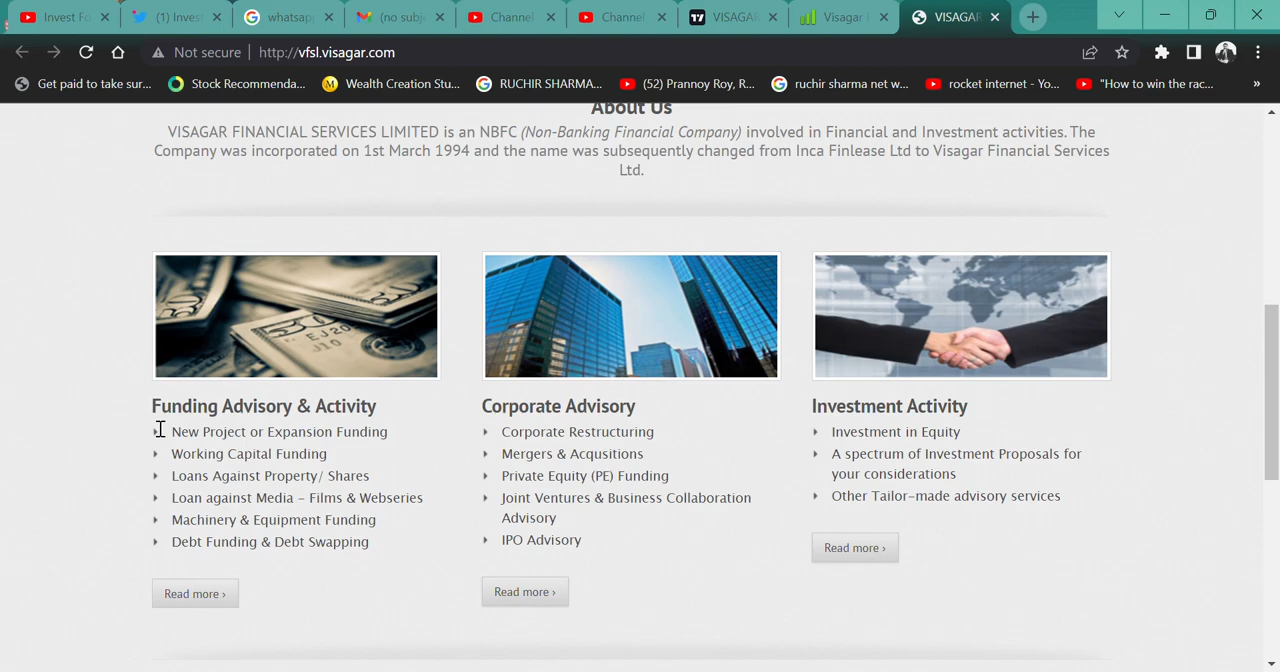 Invest Fo
(1) Invest
whatsapp
(no subj
Channel
Channel
VISAGAR
Visagar F
VISAGAR
Not secure
http://vfsl.visagar.com
Get paid to take sur...
Stock Recommenda...
Wealth Creation Stu...
RUCHIR SHARMA...
(52) Prannoy Roy, R...
ruchir sharma net w...
rocket internet - Yo...
"How to win the rac...
About Us
VISAGAR FINANCIAL SERVICES LIMITED is an NBFC (Non-Banking Financial Company) involved in Financial and Investment activities. The
Company was incorporated on 1st March 1994 and the name was subsequently changed from Inca Finlease Ltd to Visagar Financial Services
Ltd.
Funding Advisory & Activity
New Project or Expansion Funding
Working Capital Funding
Loans Against Property/ Shares
Loan against Media – Films & Webseries
Machinery & Equipment Funding
Debt Funding & Debt Swapping
Read more ›
Corporate Advisory
Corporate Restructuring
Mergers & Acqusitions
Private Equity (PE) Funding
Joint Ventures & Business Collaboration
Advisory
IPO Advisory
Read more ›
Investment Activity
Investment in Equity
A spectrum of Investment Proposals for
your considerations
Other Tailor-made advisory services
Read more ›